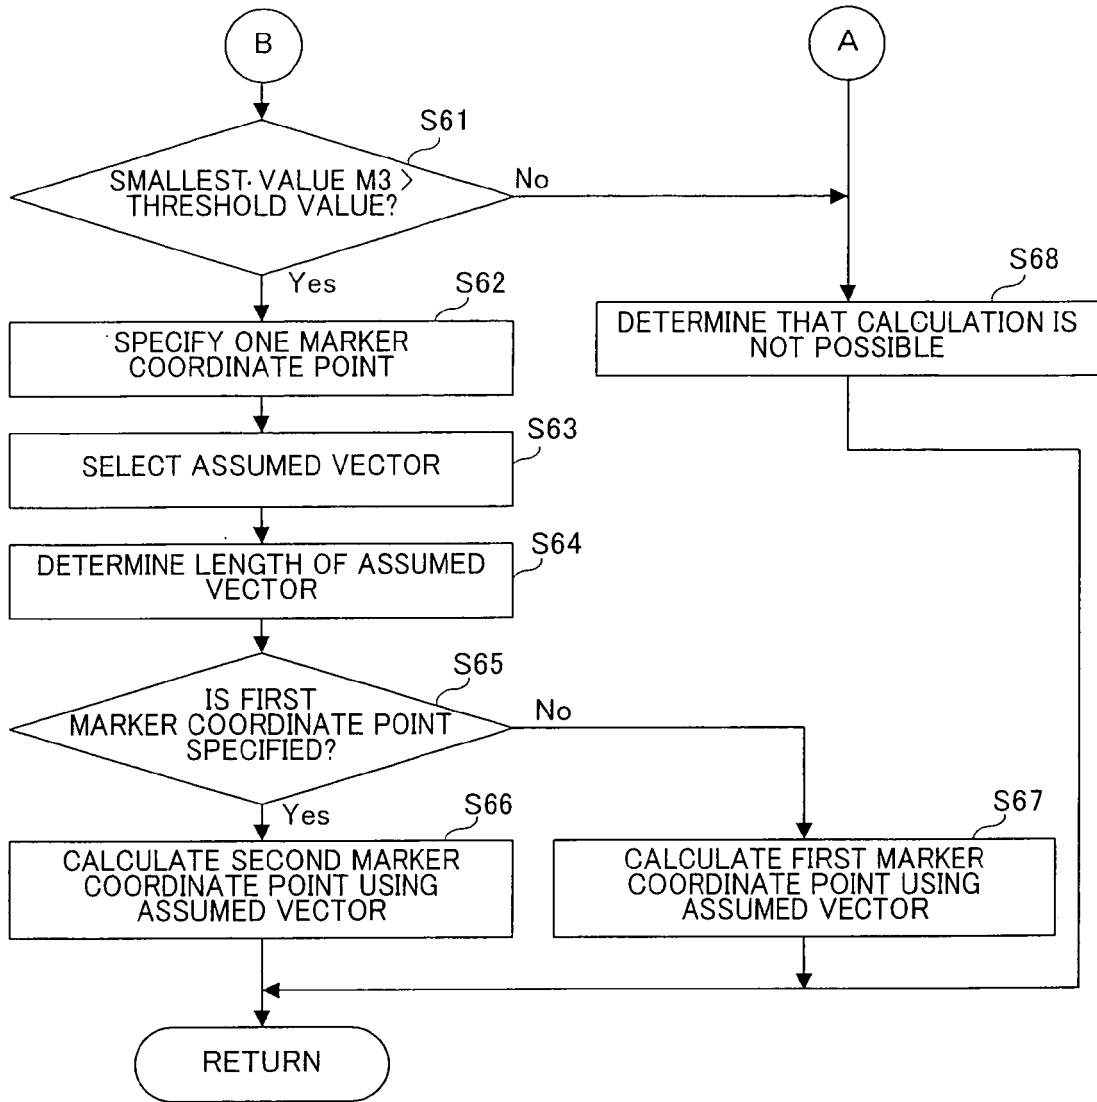 B
A
S61
SMALLEST VALUE M3 >
THRESHOLD VALUE?
No
Yes
S62
SPECIFY ONE MARKER
COORDINATE POINT
S68
DETERMINE THAT CALCULATION IS
NOT POSSIBLE
S63
SELECT ASSUMED VECTOR
S64
DETERMINE LENGTH OF ASSUMED
VECTOR
S65
IS FIRST
MARKER COORDINATE POINT
SPECIFIED?
No
Yes
S66
CALCULATE SECOND MARKER
COORDINATE POINT USING
ASSUMED VECTOR
S67
CALCULATE FIRST MARKER
COORDINATE POINT USING
ASSUMED VECTOR
RETURN